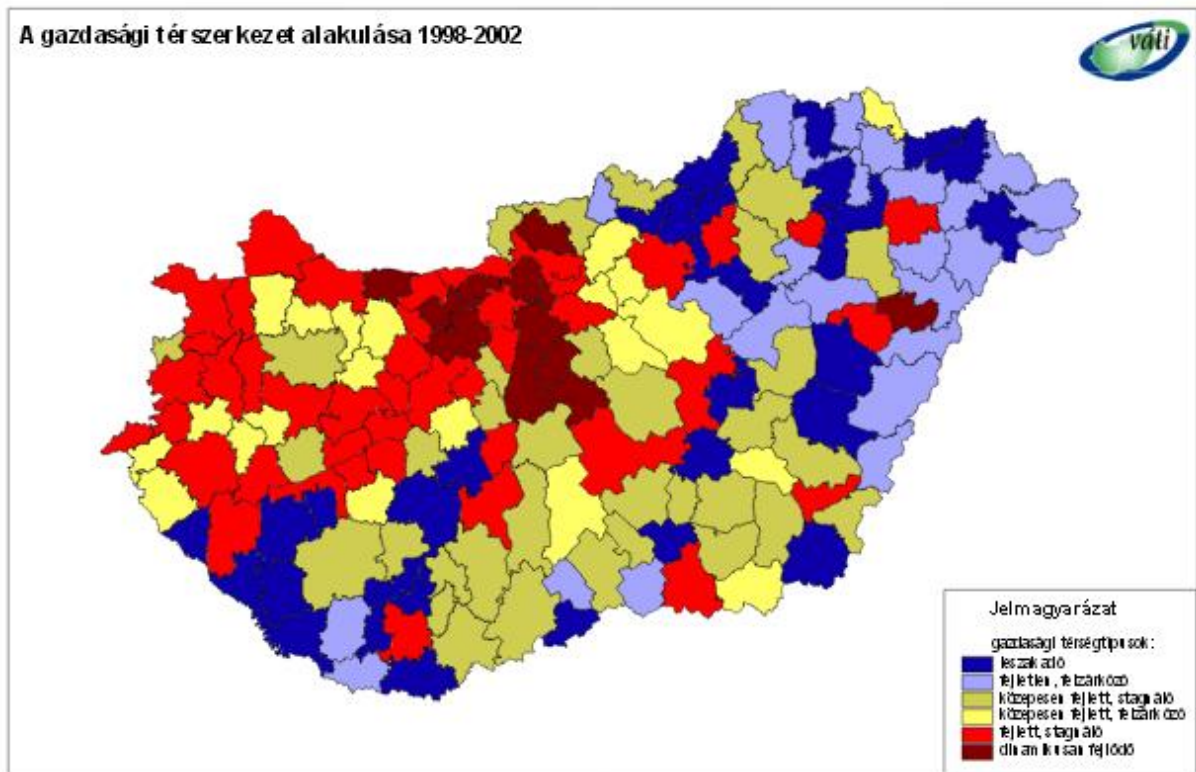 A gazdasági térszerkezet alakulása 1998-2002
váti
Jelmagyarázat
gazdasági térségtípusok:
leszakadó
fejletlen, felzárkózó
közepesen fejlett, stagnáló
közepesen fejlett, felzárkózó
fejlett, stagnáló
dinamikusan fejlődő